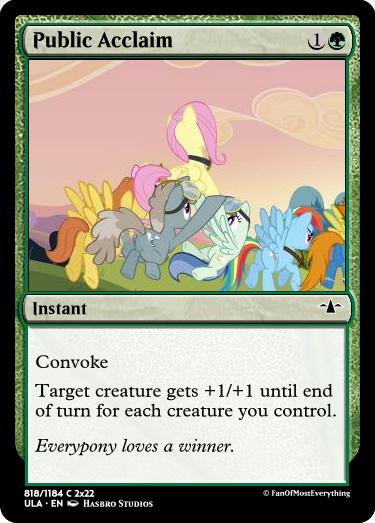 Public Acclaim 1
Instant
Convoke
Target creature gets +1/+1 until end
of turn for each creature you control.
Everypony loves a winner.
818/1184 C 2x22
ULA • EN Hasbro Studios
© FanOfMostEverything